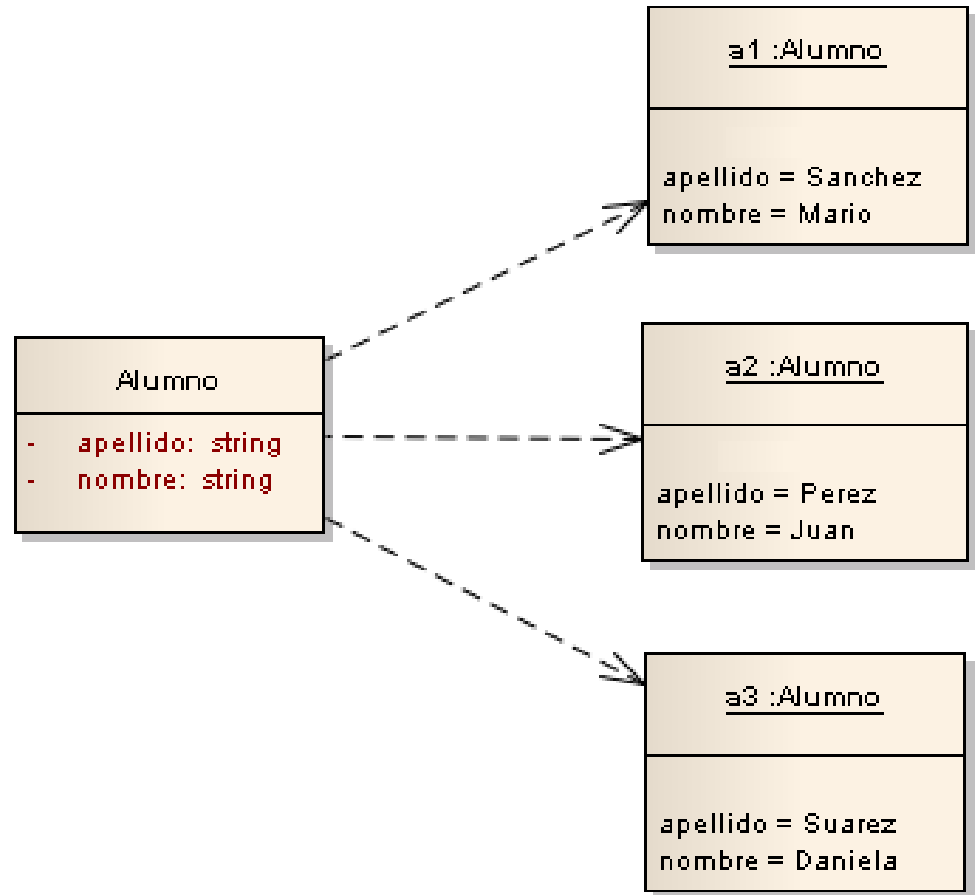 Alumno
- apellido: string
- nombre: string
a1 :Alumno
apellido = Sanchez
nombre = Mario
a2 :Alumno
apellido = Perez
nombre = Juan
a3 :Alumno
apellido = Suarez
nombre = Daniela